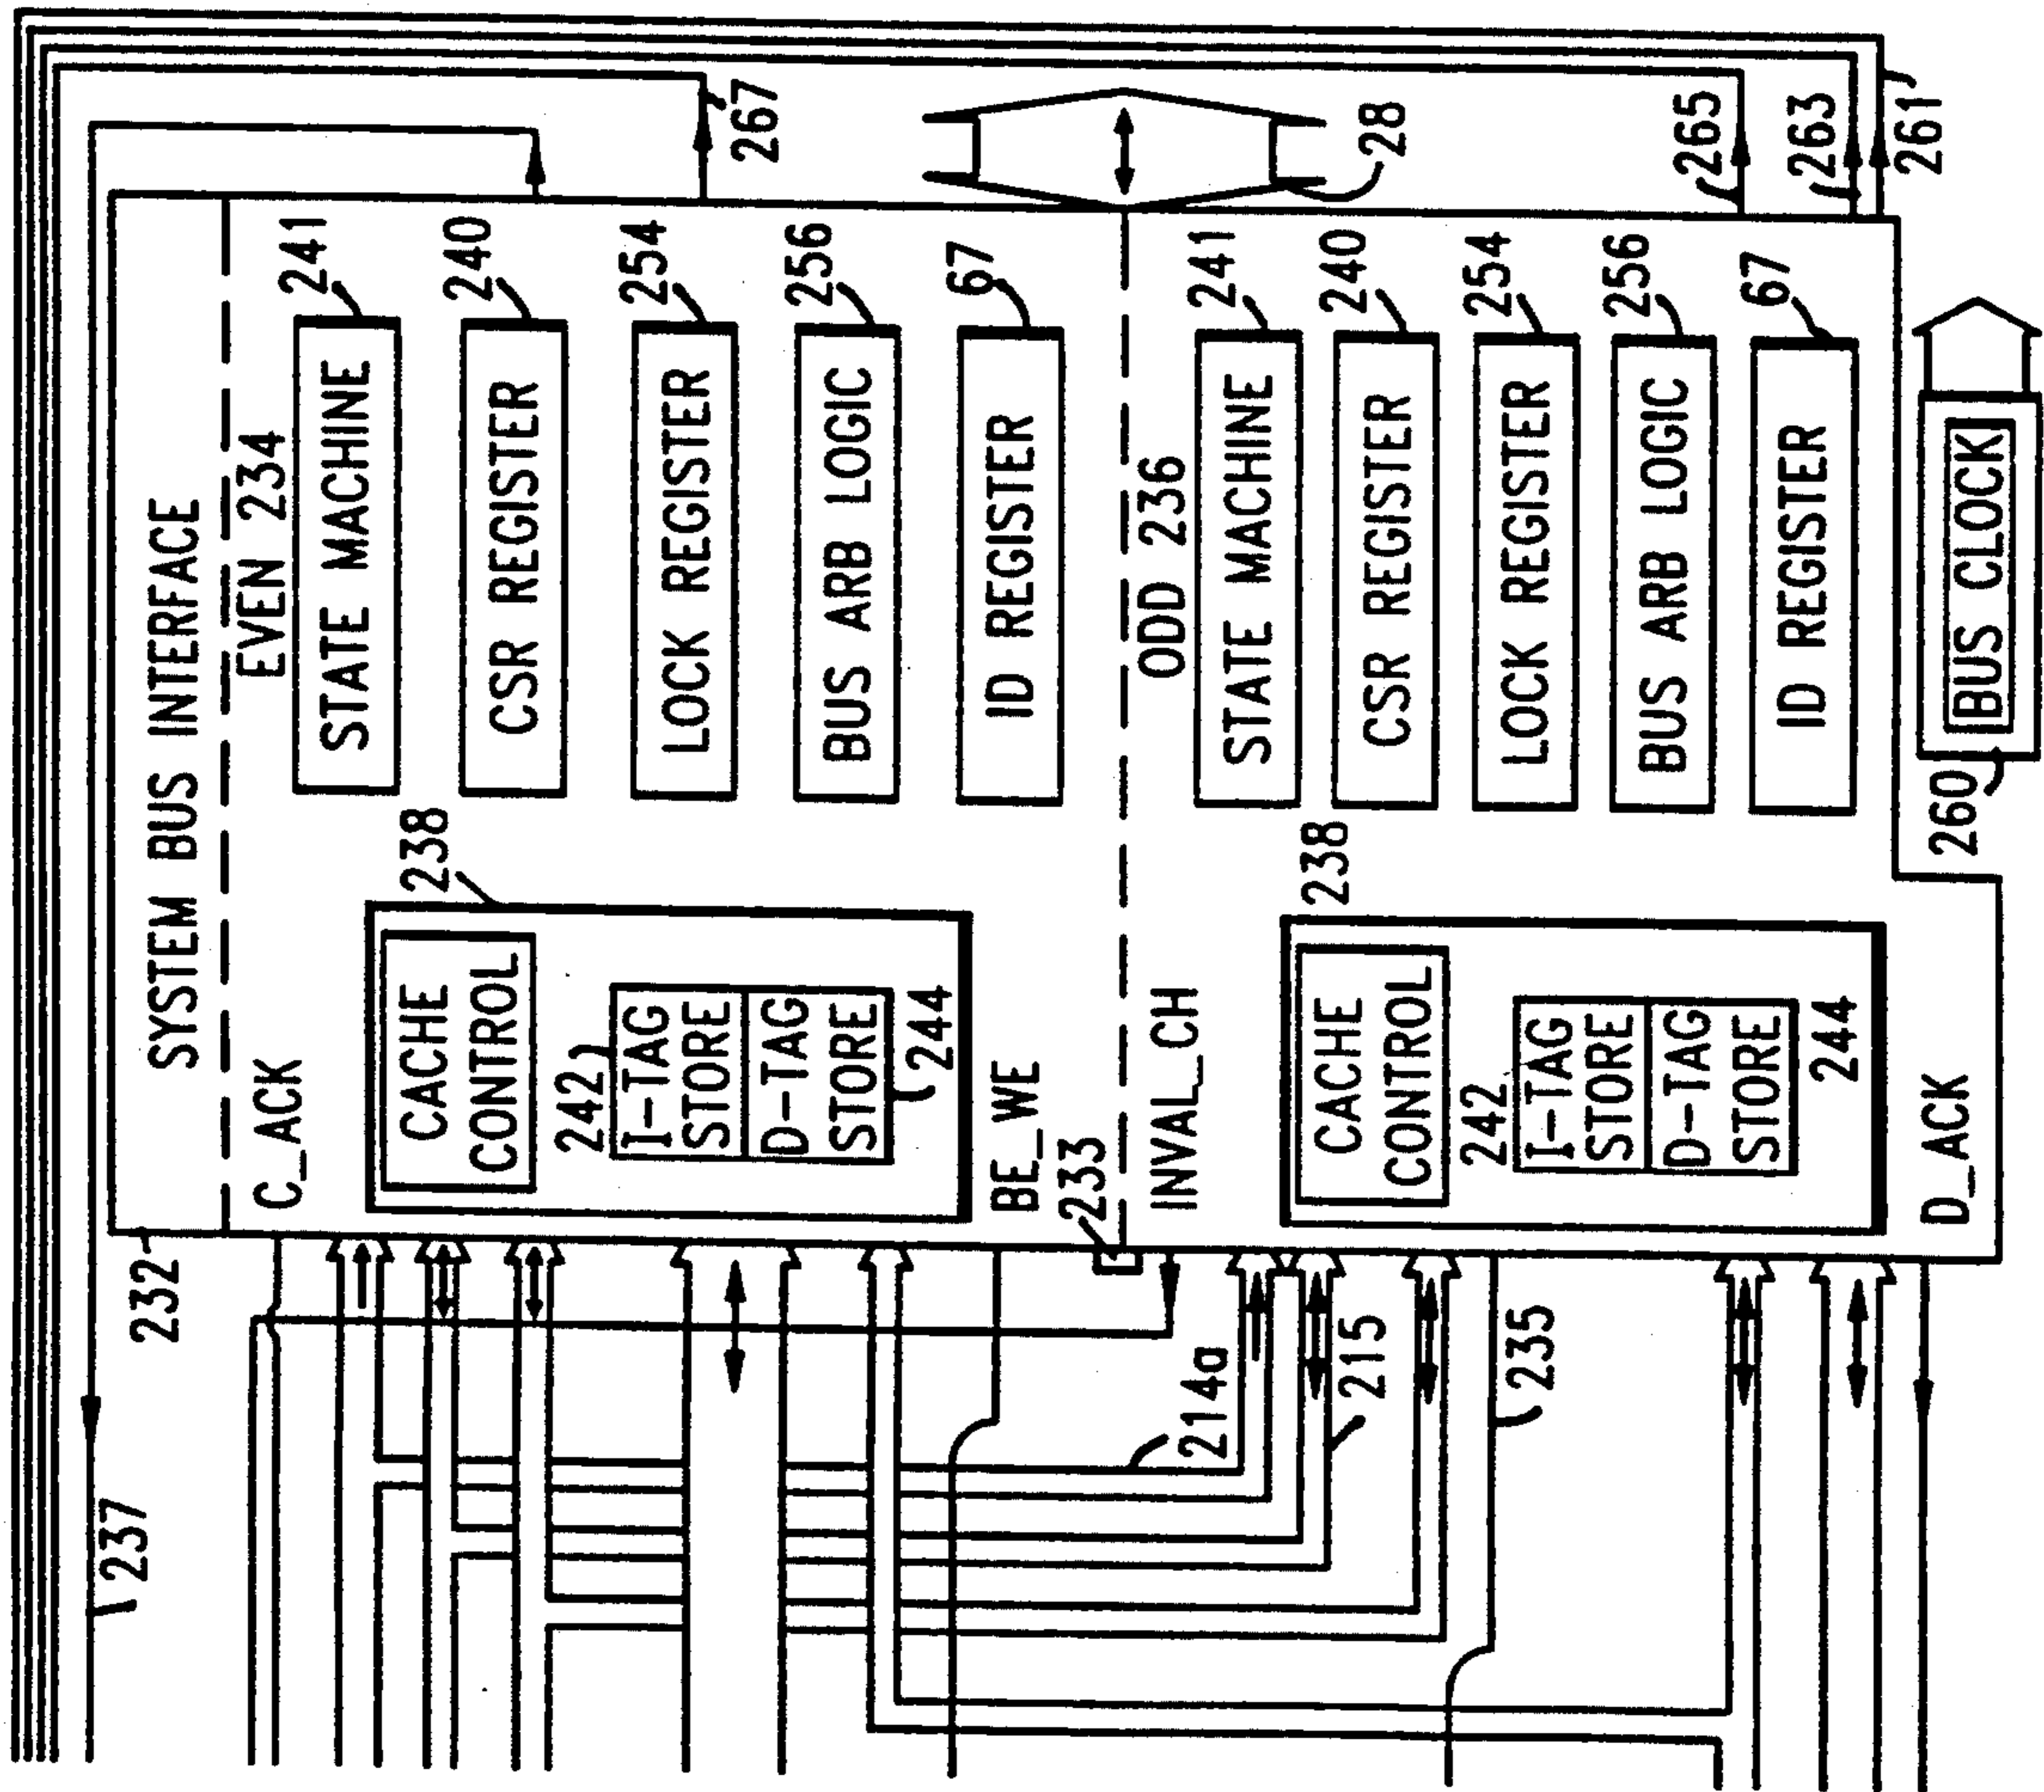 SYSTEM BUS INTERFACE
232
237
EVEN 234
C_ACK
238
CACHE
CONTROL
242
I-TAG
STORE
D-TAG
STORE
244
BE_WE
233
STATE MACHINE
241
CSR REGISTER
240
LOCK REGISTER
254
BUS ARB LOGIC
256
ID REGISTER
67
267
28
ODD 236
INVAL_CH
238
CACHE
CONTROL
242
I-TAG
STORE
D-TAG
STORE
244
D_ACK
STATE MACHINE
241
CSR REGISTER
240
LOCK REGISTER
254
BUS ARB LOGIC
256
ID REGISTER
67
265
263
261
214a
215
235
260
BUS CLOCK